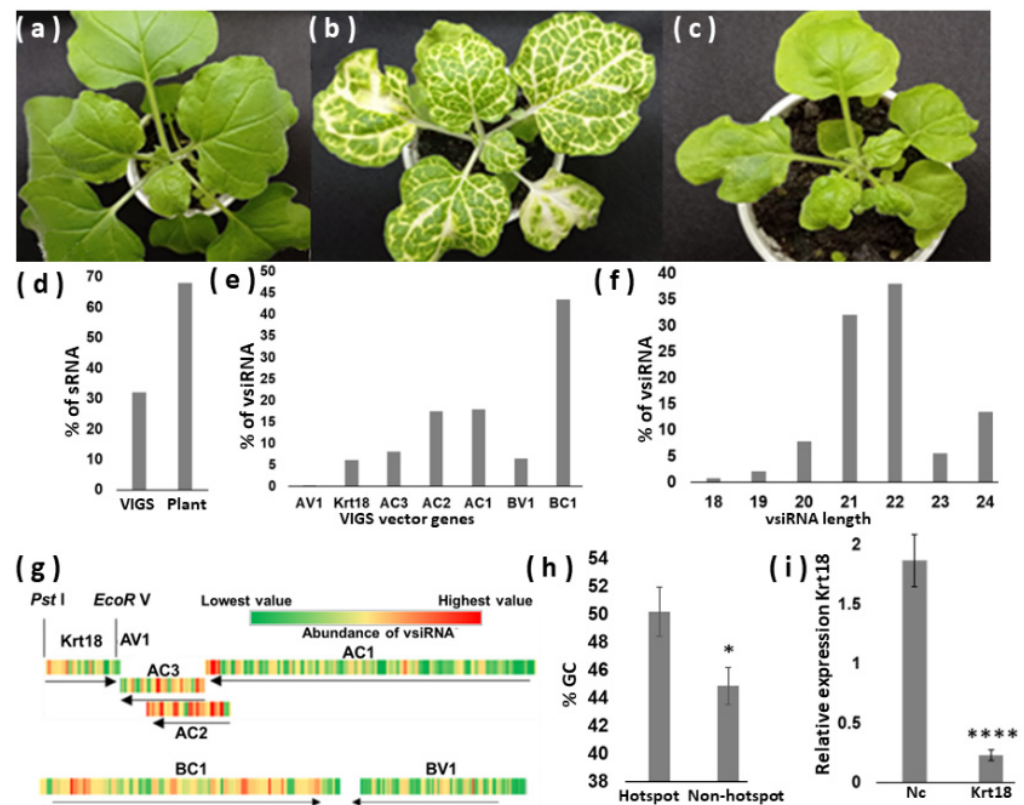 ( a )
( b )
( c )
( d )
% of sRNA
70
60
50
40
30
20
10
0
VIGS Plant
( e )
% of vsiRNA
50
45
40
35
30
25
20
15
10
5
0
AV1 Krt18 AC3 AC2 AC1 BV1 BC1
VIGS vector genes
( f )
% of vsiRNA
40
35
30
25
20
15
10
5
0
18 19 20 21 22 23 24
vsiRNA length
( g )
Pst I EcoR V
Lowest value Highest value
Abundance of vsiRNA
Krt18 AV1
AC1
AC3
AC2
BC1 BV1
( h )
% GC
54
52
50
48
46
44
42
40
38
*
Hotspot Non-hotspot
( i )
Relative expression Krt18
2
1.5
1
0.5
0
****
Nc Krt18